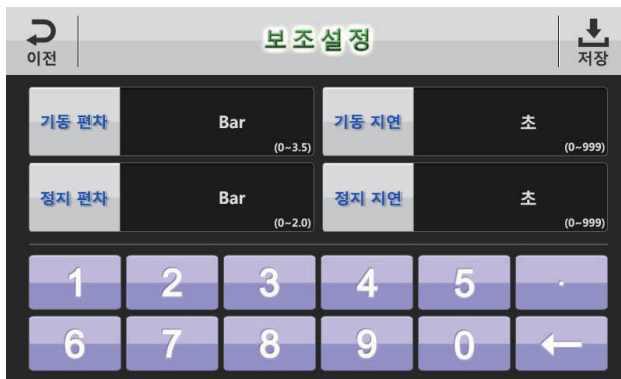 이전
보조설정
저장
기동 편차 Bar (0~3.5) 기동 지연 초 (0~999)
정지 편차 Bar (0~2.0) 정지 지연 초 (0~999)
1 2 3 4 5 .
6 7 8 9 0 ←